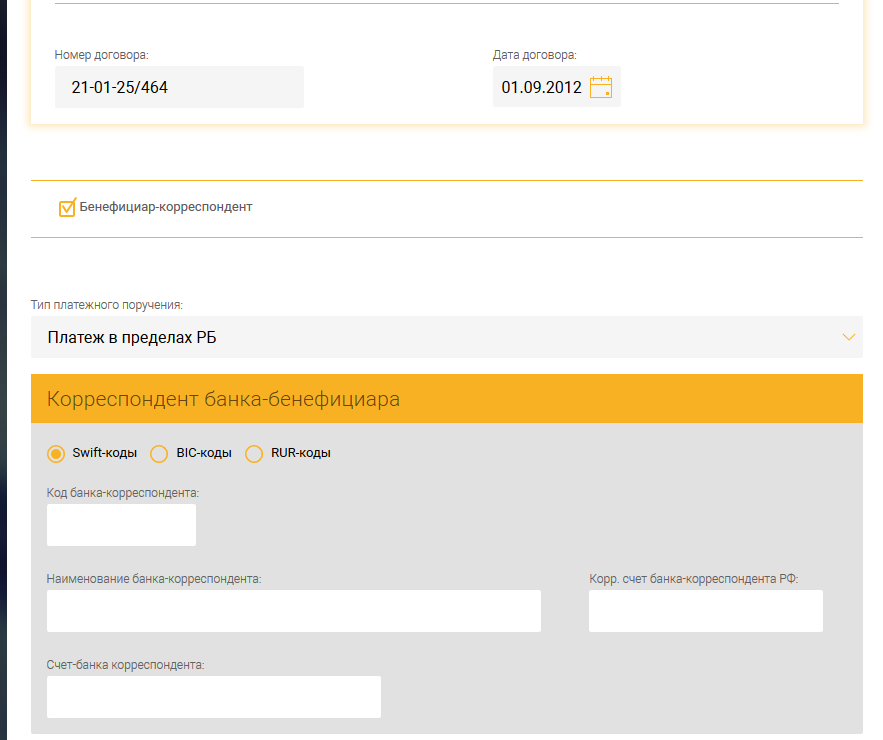 Номер договора: Дата договора:
21-01-25/464 01.09.2012
Бенефициар-корреспондент
Тип платежного поручения:
Платеж в пределах РБ
Корреспондент банка-бенефициара
Swift-коды BIC-коды RUR-коды
Код банка-корреспондента:
Наименование банка-корреспондента: Корр. счет банка-корреспондента РФ:
Счет-банка корреспондента: